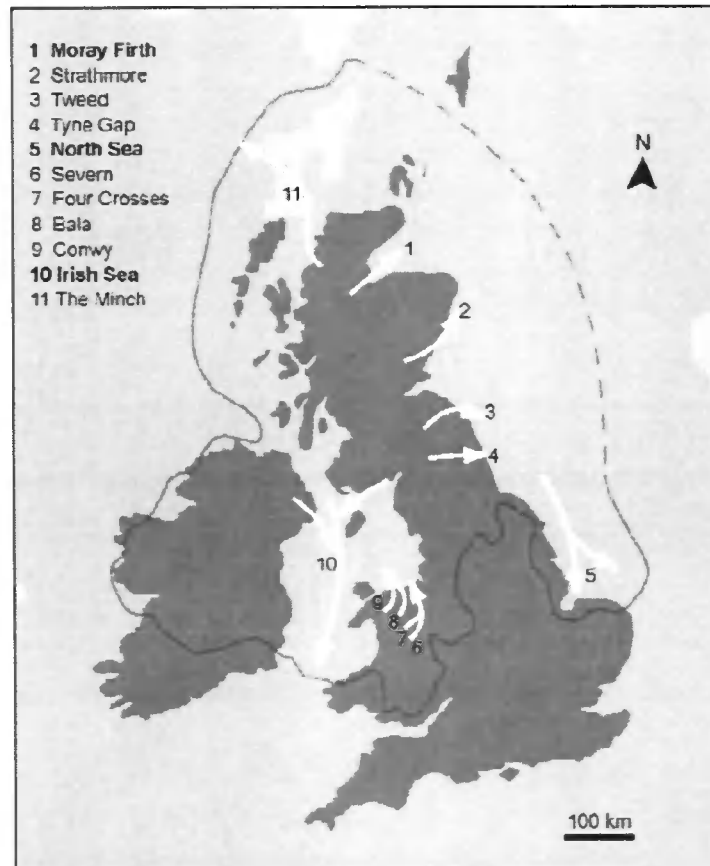 1 Moray Firth
2 Strathmore
3 Tweed
4 Tyne Gap
5 North Sea
6 Severn
7 Four Crosses
8 Bala
9 Conwy
10 Irish Sea
11 The Minch
N
11
1
2
3
4
10
5
9
8
7
6
100 km